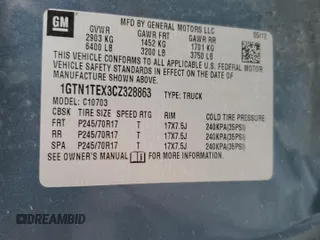 GM
MFD BY GENERAL MOTORS LLC
05/12
GVWR GAWR FRT GAWR RR
2903 KG 1452 KG 1701 KG
6400 LB 3200 LB 3750 LB
THIS VEHICLE CONFORMS TO ALL APPLICABLE U.S. FEDERAL MOTOR
VEHICLE SAFETY STANDARDS IN EFFECT ON THE DATE OF
MANUFACTURE SHOWN ABOVE.
1GTN1TEX3CZ328863
C10703 TYPE: TRUCK
CBSK TIRE SIZE SPEED RTG RIM COLD TIRE PRESSURE
FRT P245/70R17 T 17X7.5J 240KPA(35PSI)
RR P245/70R17 T 17X7.5J 240KPA(35PSI)
SPA P245/70R17 T 17X7.5J 240KPA(35PSI)
SEE OWNER'S MANUAL FOR MORE INFORMATION.
DREAMBID